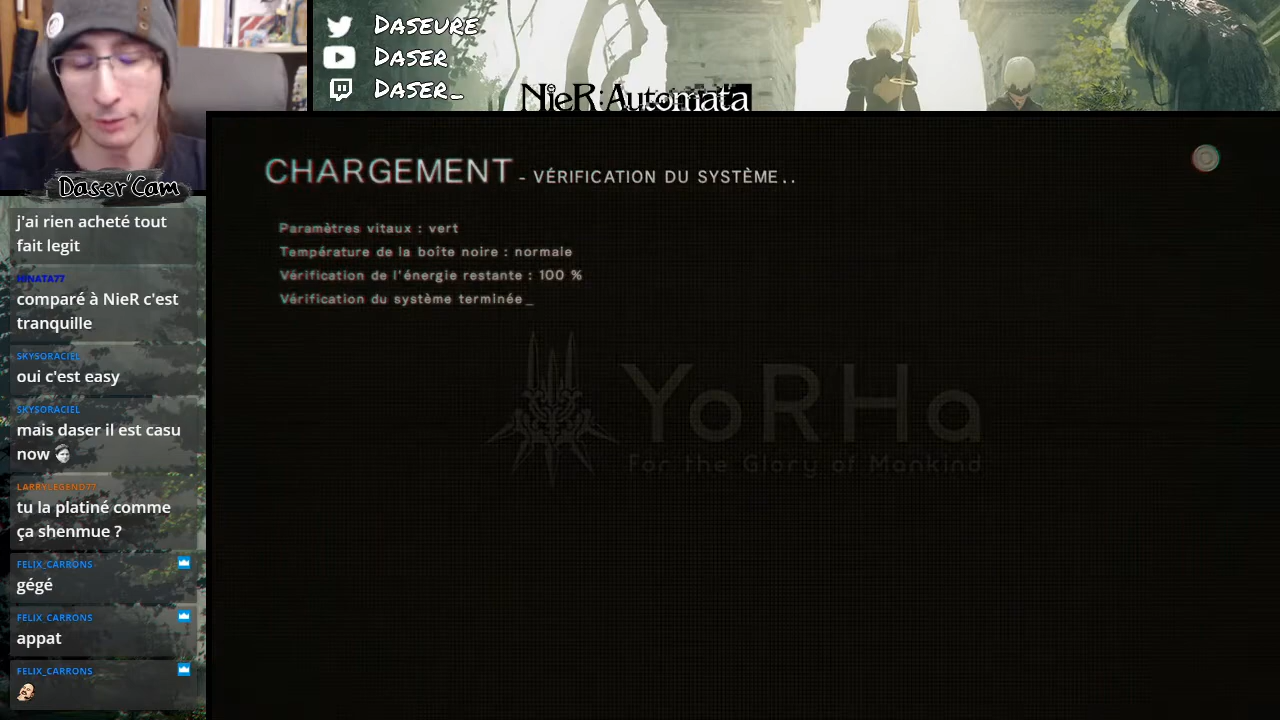 Daseure
Daser
Daser_
NieR:Automata
Daser'Cam
CHARGEMENT - VÉRIFICATION DU SYSTÈME..
Paramètres vitaux : vert
Température de la boîte noire : normale
Vérification de l'énergie restante : 100 %
Vérification du système terminée_
YoRHa
For the Glory of Mankind
j'ai rien acheté tout
fait legit
HINATA77
comparé à NieR c'est
tranquille
SKYSORACIEL
oui c'est easy
SKYSORACIEL
mais daser il est casu
now
LARRYLEGEND77
tu la platiné comme
ça shenmue ?
FELIX_CARRONS
gégé
FELIX_CARRONS
appat
FELIX_CARRONS